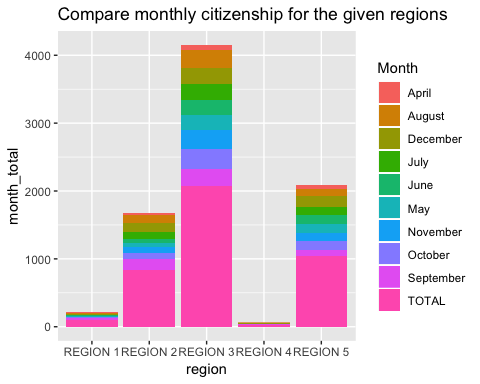 Compare monthly citizenship for the given regions
4000
3000
2000
1000
0
month_total
REGION 1 REGION 2 REGION 3 REGION 4 REGION 5
region
Month
April
August
December
July
June
May
November
October
September
TOTAL